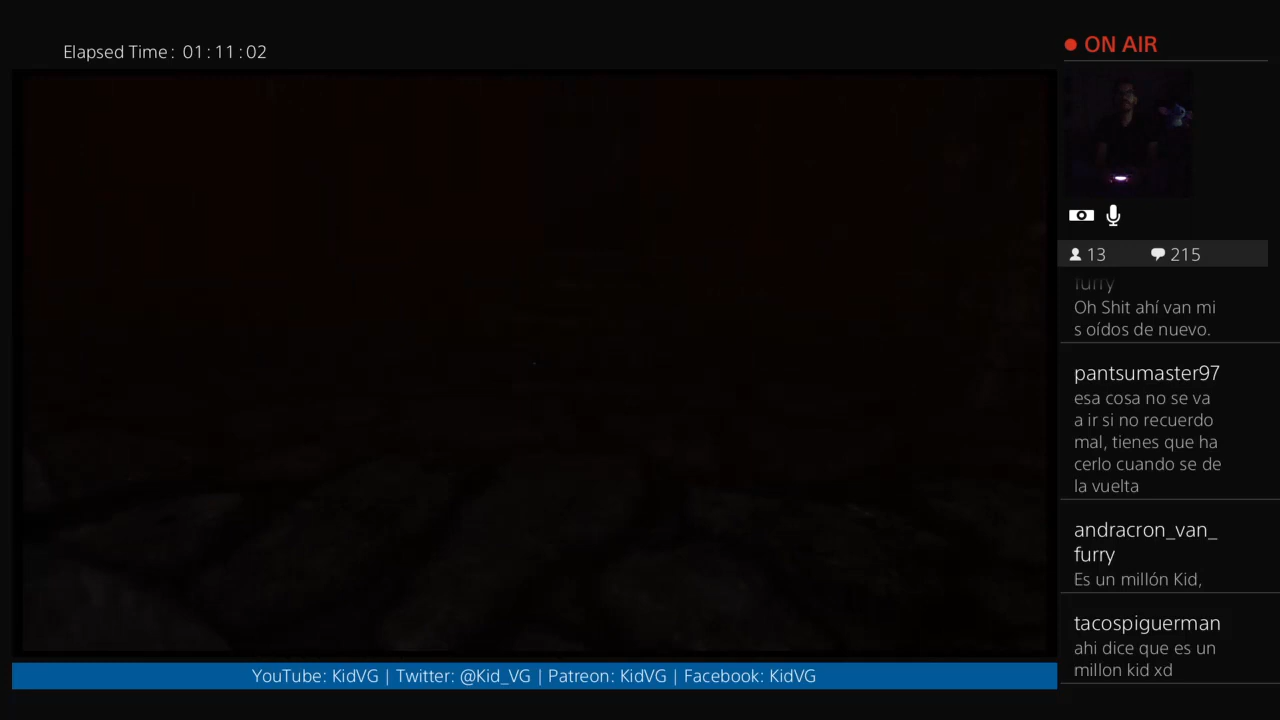 Elapsed Time: 01:11:02
ON AIR
13 215
furry
Oh Shit ahí van mi
s oídos de nuevo.
pantsumaster97
esa cosa no se va
a ir si no recuerdo
mal, tienes que ha
cerlo cuando se de
la vuelta
andracron_van_
furry
Es un millón Kid,
tacospiguerman
ahi dice que es un
millon kid xd
YouTube: KidVG | Twitter: @Kid_VG | Patreon: KidVG | Facebook: KidVG